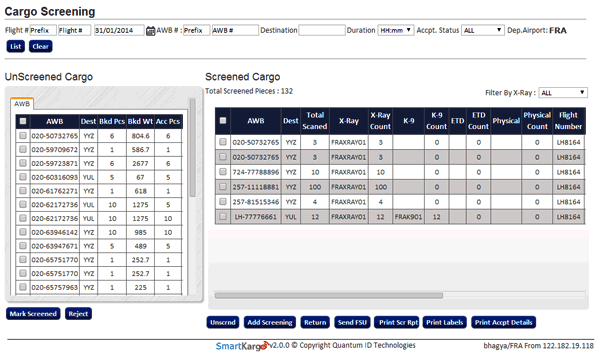 Cargo Screening
Flight # Prefix Flight # 31/01/2014 AWB # : Prefix AWB # Destination Duration HH:mm Accpt. Status ALL Dep.Airport: FRA
List Clear
UnScreened Cargo
AWB
AWB Dest Bkd Pcs Bkd Wt Acc Pcs
020-50732765 YYZ 6 804.6 6
020-59709672 YYZ 1 586.7 1
020-59723871 YYZ 6 2677 6
020-60316093 YUL 5 67 5
020-61762271 YYZ 1 618 1
020-62172736 YUL 10 1275 5
020-62172736 YUL 10 1275 10
020-63946142 YYZ 10 985 10
020-63947671 YYZ 5 489 5
020-65751770 YYZ 1 252.7 1
020-65751770 YYZ 1 252.7 1
020-65757963 YYZ 1 225 1
Mark Screened Reject
Screened Cargo
Total Screened Pieces : 132
Filter By X-Ray : ALL
AWB Dest Total Scaned X-Ray X-Ray Count K-9 K-9 Count ETD ETD Count Physical Physical Count Flight Number
020-50732765 YYZ 3 FRAXRAY01 3 0 0 0 LH8164
020-50732765 YYZ 3 FRAXRAY01 3 0 0 0 LH8164
724-77788896 YYZ 10 FRAXRAY01 10 0 0 0 LH8164
257-11118881 YYZ 100 FRAXRAY01 100 0 0 0 LH8164
257-81515346 YYZ 4 FRAXRAY01 4 0 0 0 LH8164
LH-77776661 YUL 12 FRAXRAY01 12 FRAK901 12 0 0 LH8164
Unscrnd Add Screening Return Send FSU Print Scr Rpt Print Labels Print Accpt Details
SmartKargo v2.0.0 © Copyright Quantum ID Technologies
bhagya/FRA From 122.182.19.118